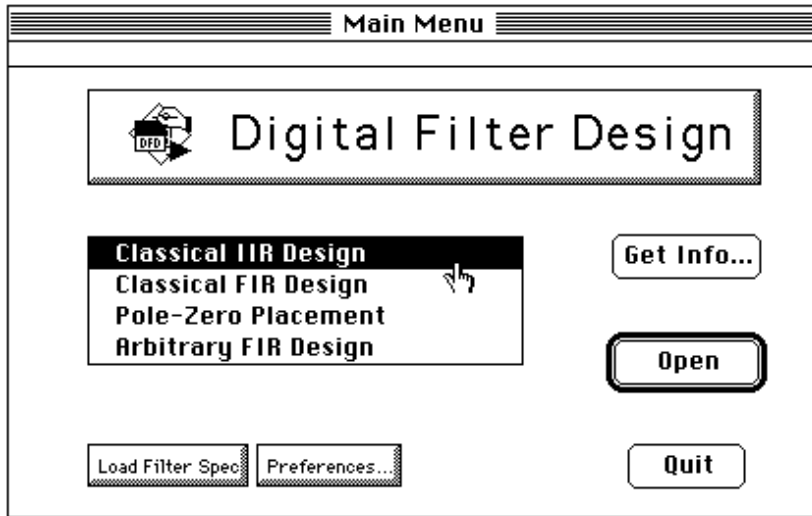 Main Menu
DFD
Digital Filter Design
Classical IIR Design
Classical FIR Design
Pole-Zero Placement
Arbitrary FIR Design
Get Info...
Open
Load Filter Spec
Preferences...
Quit